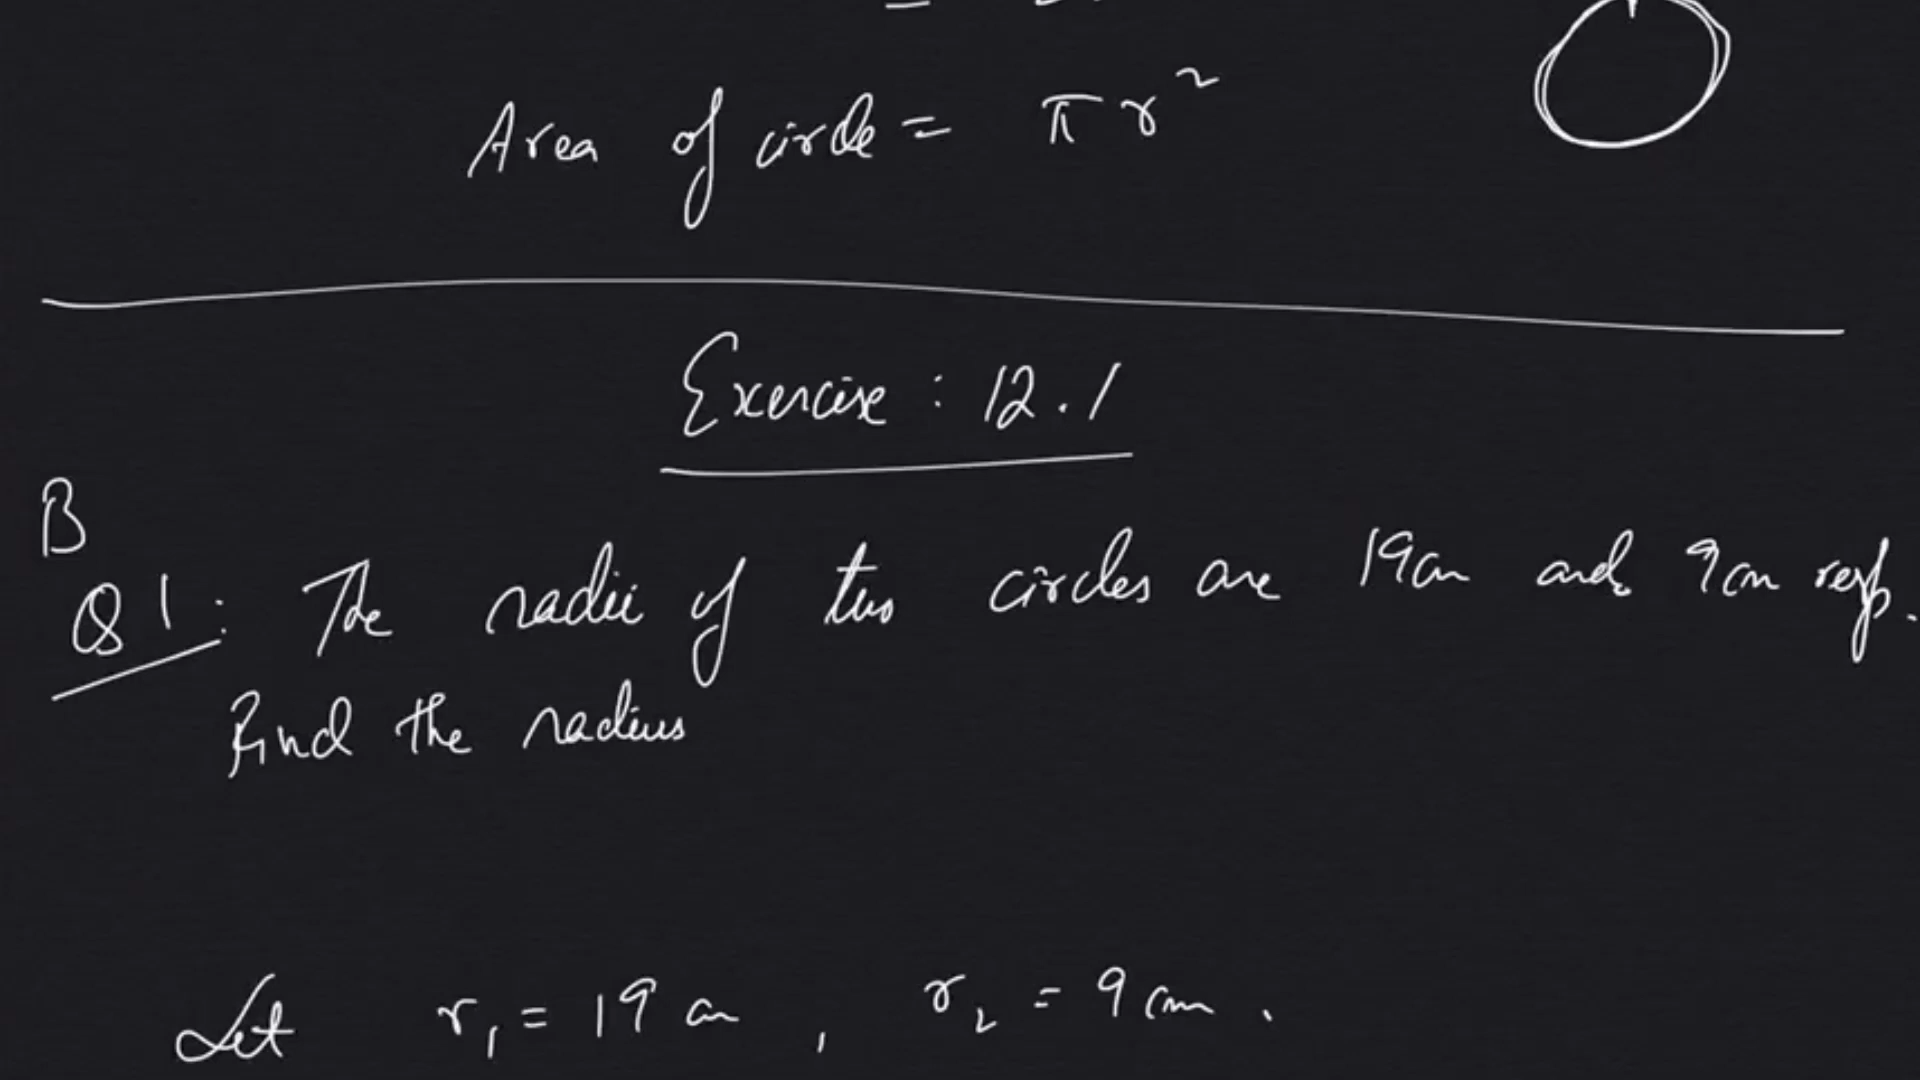 Area of circle = πr²
Exercise : 12.1
B
Q1 : The radii of two circles are 19cm and 9cm resp.
Find the radius
Let r₁ = 19 cm , r₂ = 9 cm .